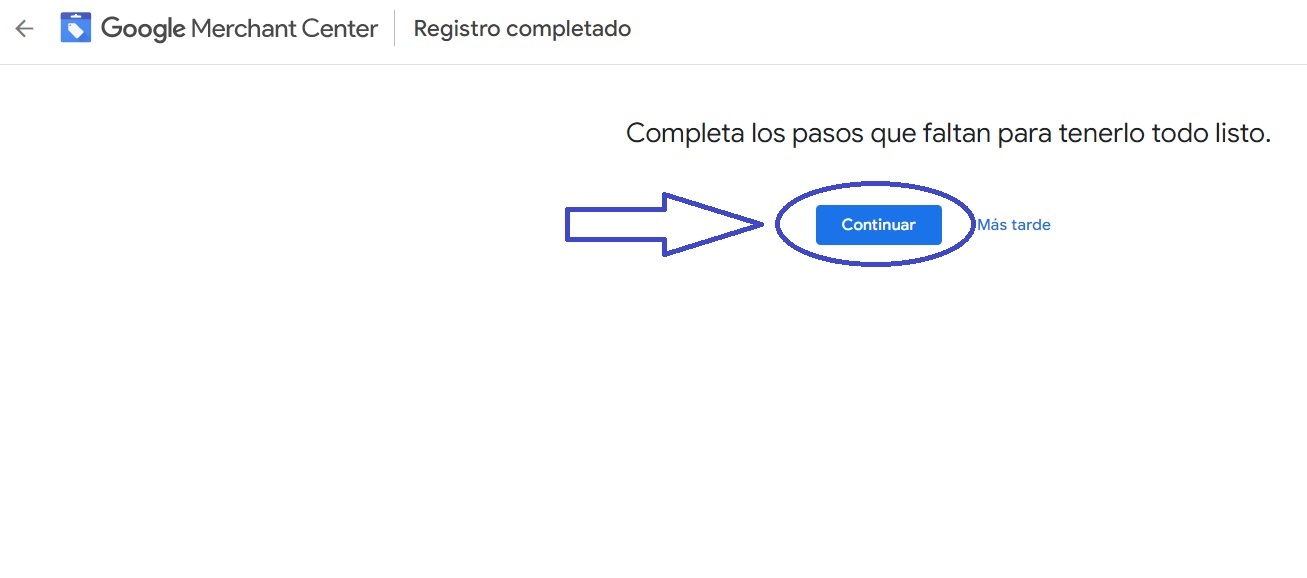 Google Merchant Center Registro completado
Completa los pasos que faltan para tenerlo todo listo.
Continuar Más tarde